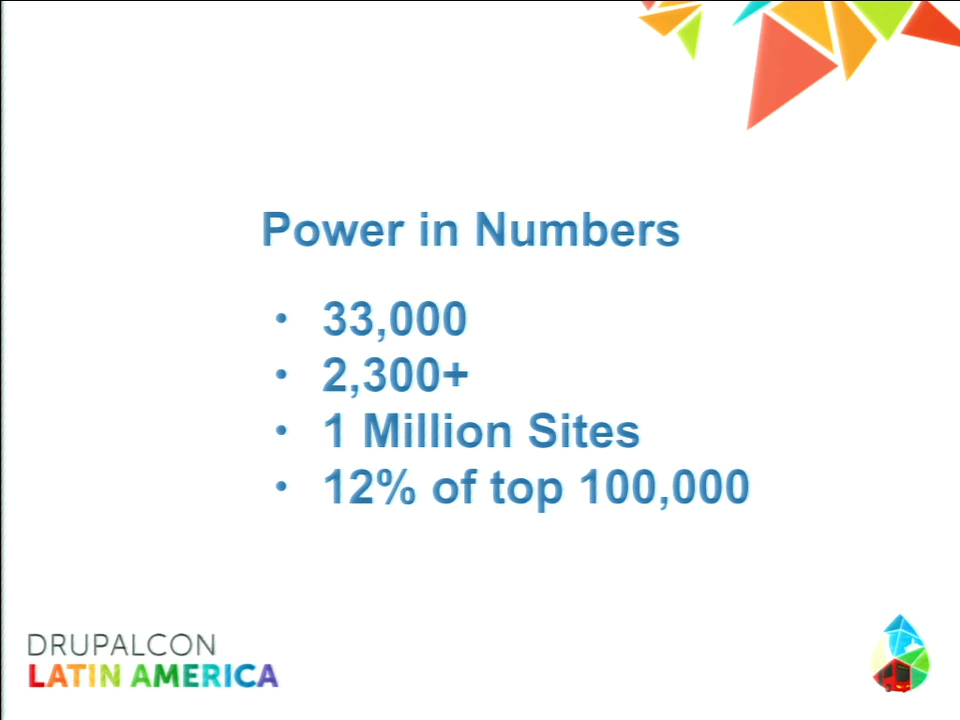 Power in Numbers
• 33,000
• 2,300+
• 1 Million Sites
• 12% of top 100,000
DRUPALCON
LATIN AMERICA